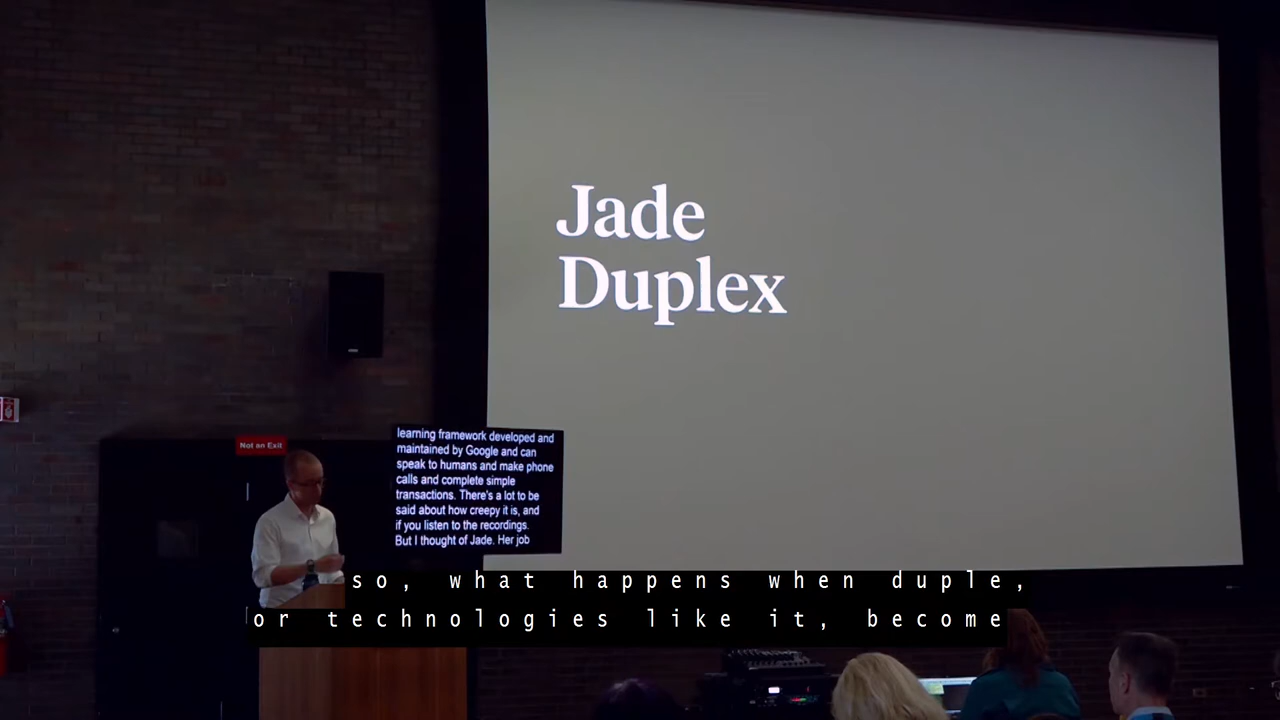 Jade
Duplex
Not an Exit
learning framework developed and
maintained by Google and can
speak to humans and make phone
calls and complete simple
transactions. There's a lot to be
said about how creepy it is, and
if you listen to the recordings.
But I thought of Jade. Her job
so, what happens when duple,
or technologies like it, become